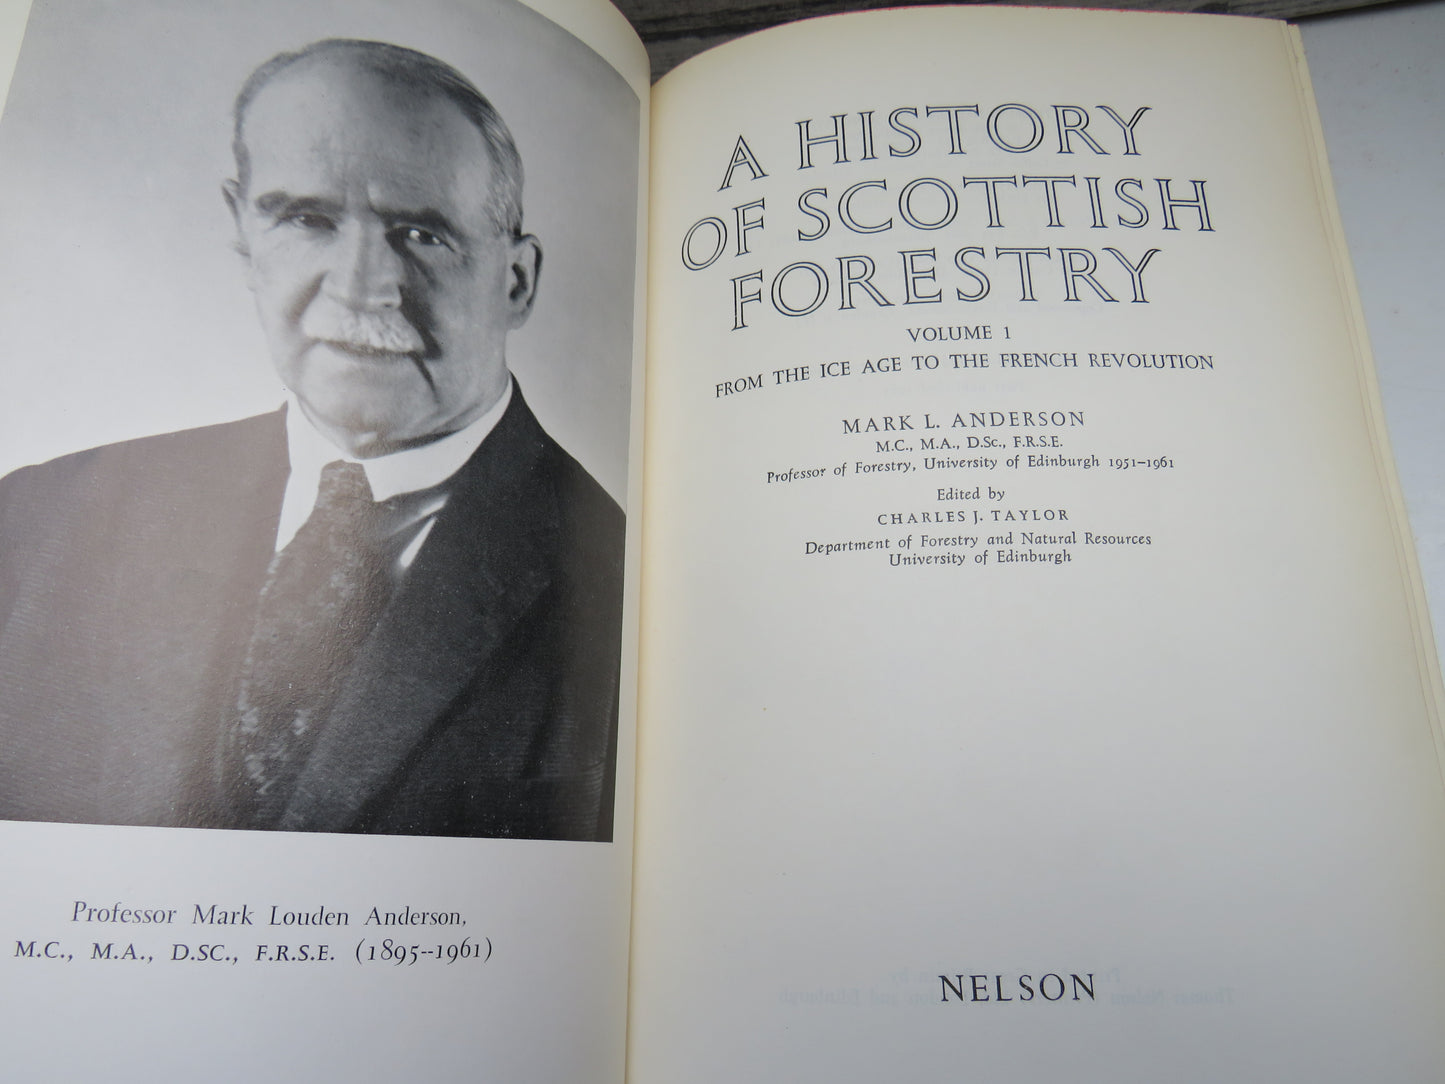 Professor Mark Louden Anderson,
M.C., M.A., D.SC., F.R.S.E. (1895--1961)
A HISTORY
OF SCOTTISH
FORESTRY
VOLUME 1
FROM THE ICE AGE TO THE FRENCH REVOLUTION
MARK L. ANDERSON
M.C., M.A., D.Sc., F.R.S.E.
Professor of Forestry, University of Edinburgh 1951–1961
Edited by
CHARLES J. TAYLOR
Department of Forestry and Natural Resources
University of Edinburgh
NELSON